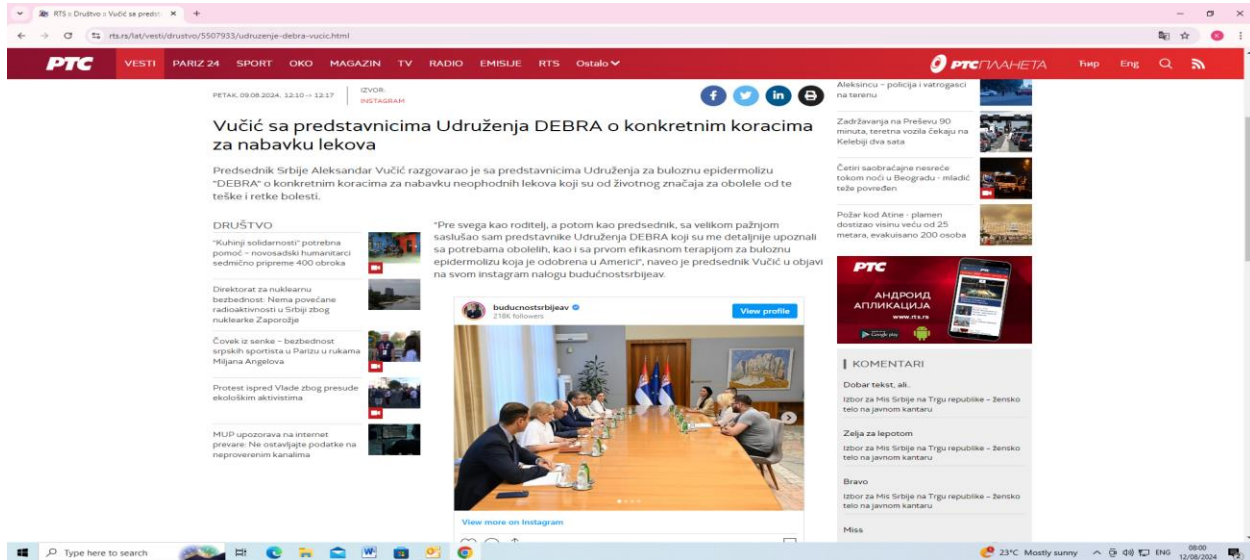 RTS :: Društvo :: Vučić sa predst
rts.rs/lat/vesti/drustvo/5507933/udruzenje-debra-vucic.html
РТС
VESTI PARIZ 24 SPORT OKO MAGAZIN TV RADIO EMISIJE RTS Ostalo
РТСПЛАНЕТА
Ћир Eng
PETAK, 09.08.2024, 12:10 -> 12:17
IZVOR:
INSTAGRAM
Vučić sa predstavnicima Udruženja DEBRA o konkretnim koracima
za nabavku lekova
Predsednik Srbije Aleksandar Vučić razgovarao je sa predstavnicima Udruženja za buloznu epidermolizu
"DEBRA" o konkretnim koracima za nabavku neophodnih lekova koji su od životnog značaja za obolele od te
teške i retke bolesti.
DRUŠTVO
"Kuhinji solidarnosti" potrebna
pomoć – novosadski humanitarci
sedmično pripreme 400 obroka
Direktorat za nuklearnu
bezbednost: Nema povećane
radioaktivnosti u Srbiji zbog
nuklearke Zaporožje
Čovek iz senke – bezbednost
srpskih sportista u Parizu u rukama
Miljana Angelova
Protest ispred Vlade zbog presude
ekološkim aktivistima
MUP upozorava na internet
prevare: Ne ostavljajte podatke na
neproverenim kanalima
"Pre svega kao roditelj, a potom kao predsednik, sa velikom pažnjom
saslušao sam predstavnike Udruženja DEBRA koji su me detaljnije upoznali
sa potrebama obolelih, kao i sa prvom efikasnom terapijom za buloznu
epidermolizu koja je odobrena u Americi", naveo je predsednik Vučić u objavi
na svom instagram nalogu budućnostsrbijeav.
buducnostsrbijeav
218K followers
View profile
View more on Instagram
Aleksincu – policija i vatrogasci
na terenu
Zadržavanja na Preševu 90
minuta, teretna vozila čekaju na
Kelebiji dva sata
Četiri saobraćajne nesreće
tokom noći u Beogradu - mladić
teže povređen
Požar kod Atine - plamen
dostizao visinu veću od 25
metara, evakuisano 200 osoba
РТС
АНДРОИД
АПЛИКАЦИЈА
www.rts.rs
Google play
KOMENTARI
Dobar tekst, ali..
Izbor za Mis Srbije na Trgu republike – žensko
telo na javnom kantaru
Zelja za lepotom
Izbor za Mis Srbije na Trgu republike – žensko
telo na javnom kantaru
Bravo
Izbor za Mis Srbije na Trgu republike – žensko
telo na javnom kantaru
Miss
Type here to search
23°C Mostly sunny
ENG
08:00
12/08/2024